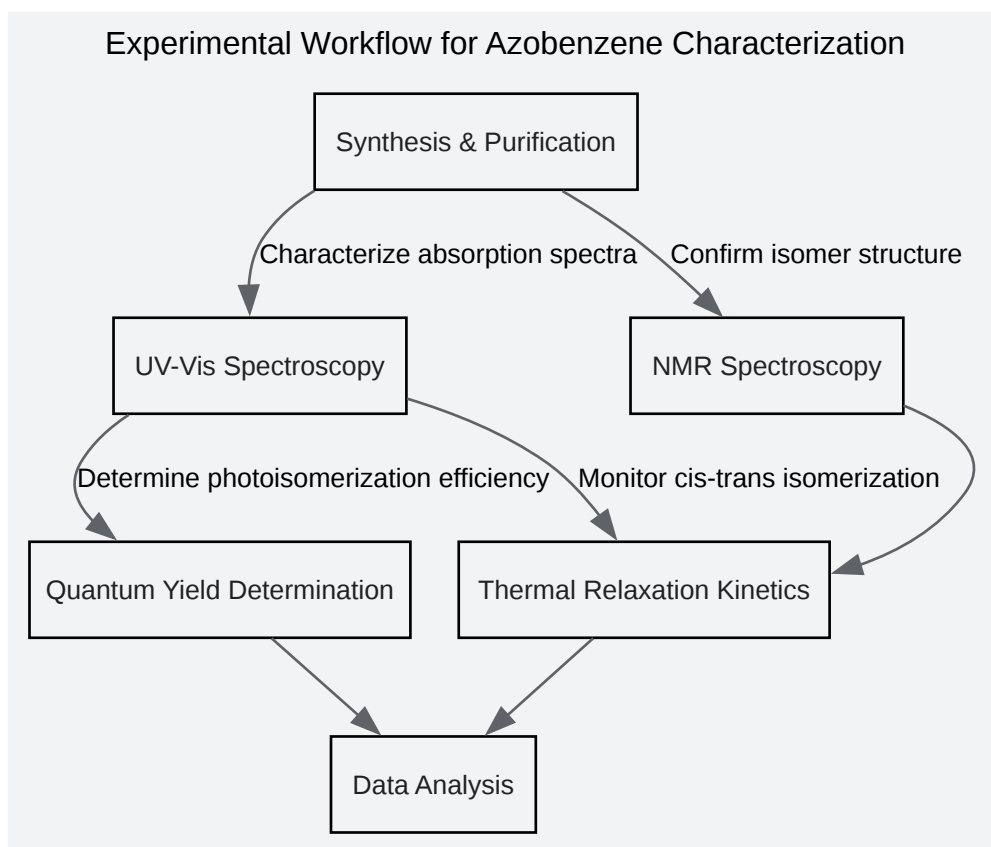 Experimental Workflow for Azobenzene Characterization
Synthesis & Purification
Characterize absorption spectra
Confirm isomer structure
UV-Vis Spectroscopy
NMR Spectroscopy
Determine photoisomerization efficiency
Monitor cis-trans isomerization
Quantum Yield Determination
Thermal Relaxation Kinetics
Data Analysis